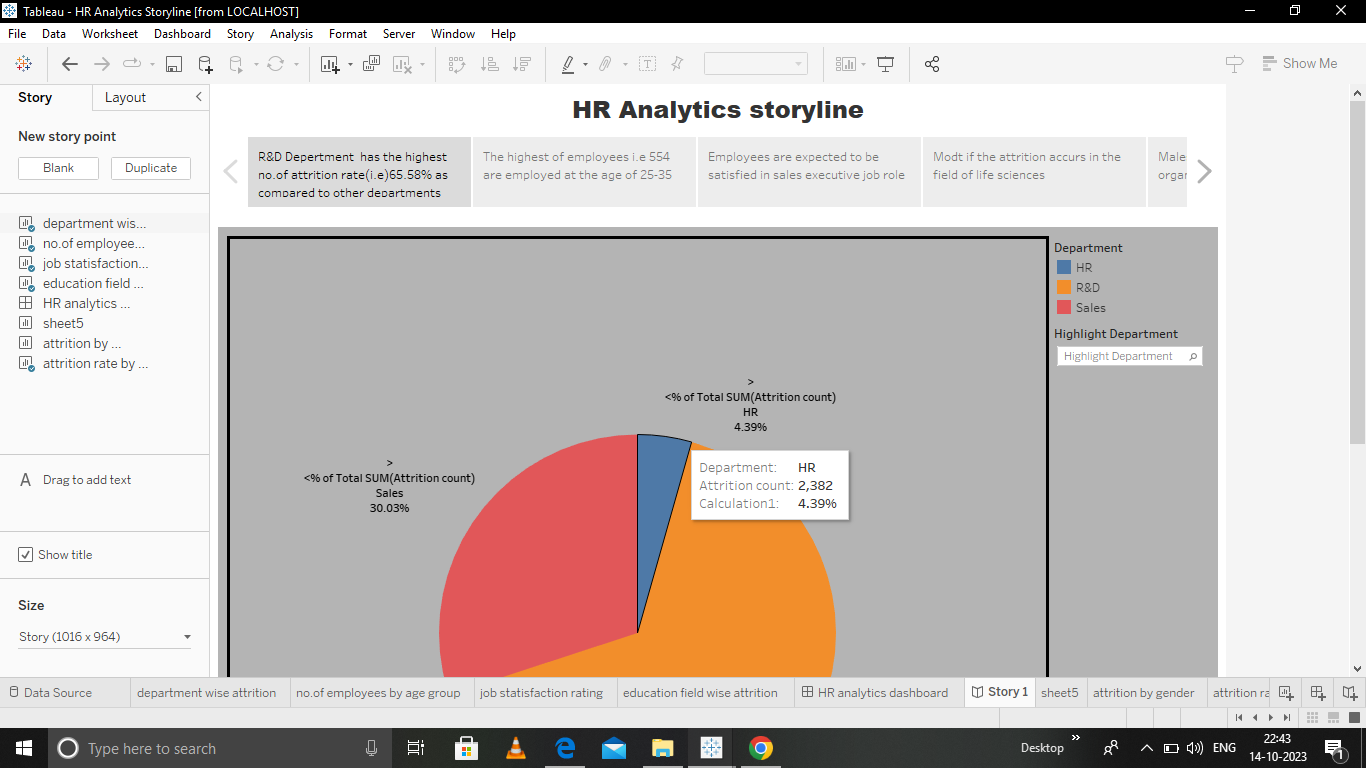 Tableau - HR Analytics Storyline [from LOCALHOST]
File Data Worksheet Dashboard Story Analysis Format Server Window Help
Show Me
Story Layout
New story point
Blank Duplicate
department wis...
no.of employee...
job statisfaction...
education field ...
HR analytics ...
sheet5
attrition by ...
attrition rate by ...
A Drag to add text
Show title
Size
Story (1016 x 964)
HR Analytics storyline
R&D Depertment has the highest
no.of attrition rate(i.e)65.58% as
compared to other departments
The highest of employees i.e 554
are employed at the age of 25-35
Employees are expected to be
satisfied in sales executive job role
Modt if the attrition accurs in the
field of life sciences
Male
orgar
>
<% of Total SUM(Attrition count)
HR
4.39%
>
<% of Total SUM(Attrition count)
Sales
30.03%
Department: HR
Attrition count: 2,382
Calculation1: 4.39%
Department
HR
R&D
Sales
Highlight Department
Highlight Department
Data Source department wise attrition no.of employees by age group job statisfaction rating education field wise attrition HR analytics dashboard Story 1 sheet5 attrition by gender attrition ra
Type here to search
Desktop
ENG
22:43
14-10-2023
1